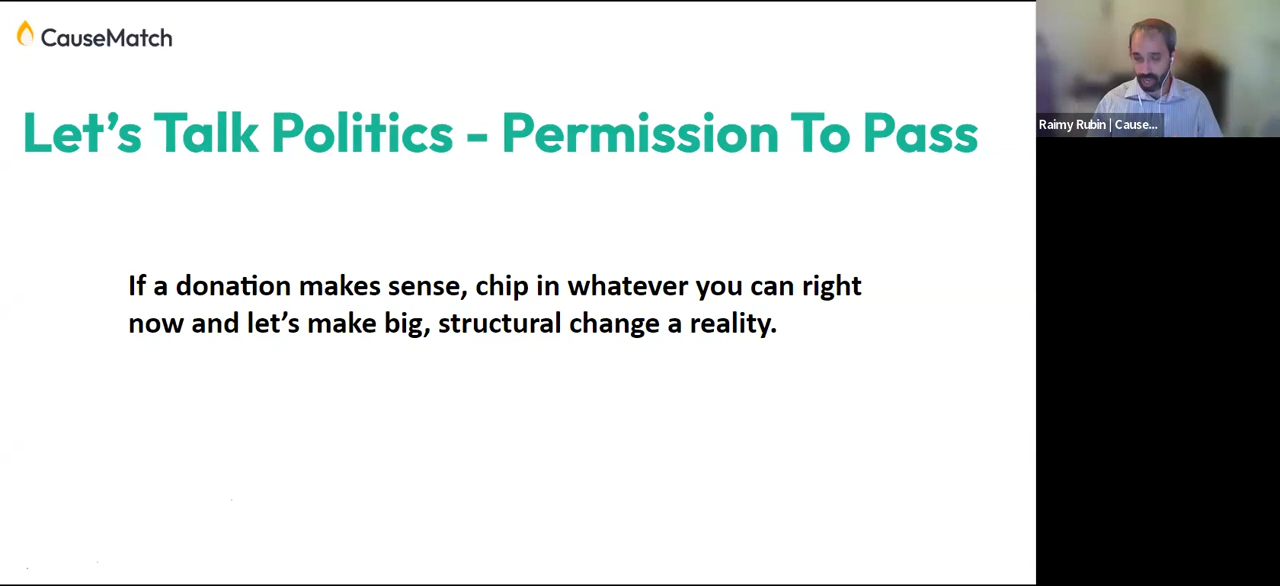 CauseMatch
Let's Talk Politics - Permission To Pass
If a donation makes sense, chip in whatever you can right
now and let's make big, structural change a reality.
Raimy Rubin | Cause...